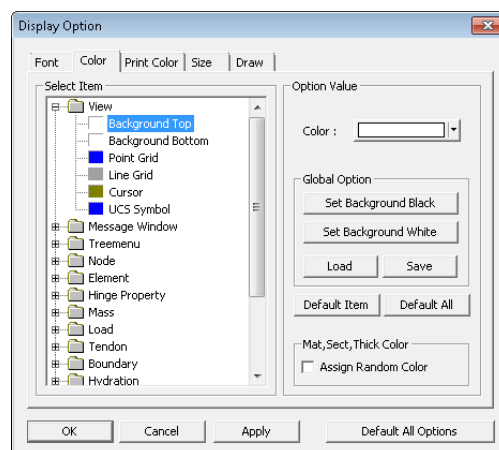 Display Option
Font Color Print Color Size Draw
Select Item
View
Background Top
Background Bottom
Point Grid
Line Grid
Cursor
UCS Symbol
Message Window
Treemenu
Node
Element
Hinge Property
Mass
Load
Tendon
Boundary
Hydration
Option Value
Color :
Global Option
Set Background Black
Set Background White
Load Save
Default Item Default All
Mat,Sect,Thick Color
Assign Random Color
OK Cancel Apply Default All Options